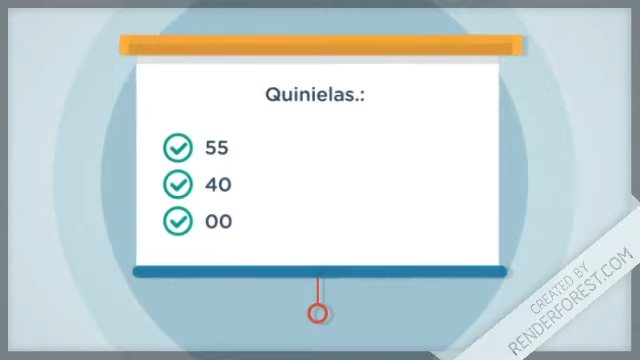 Quinielas.:
55
40
00
CREATED BY
RENDERFOREST.COM